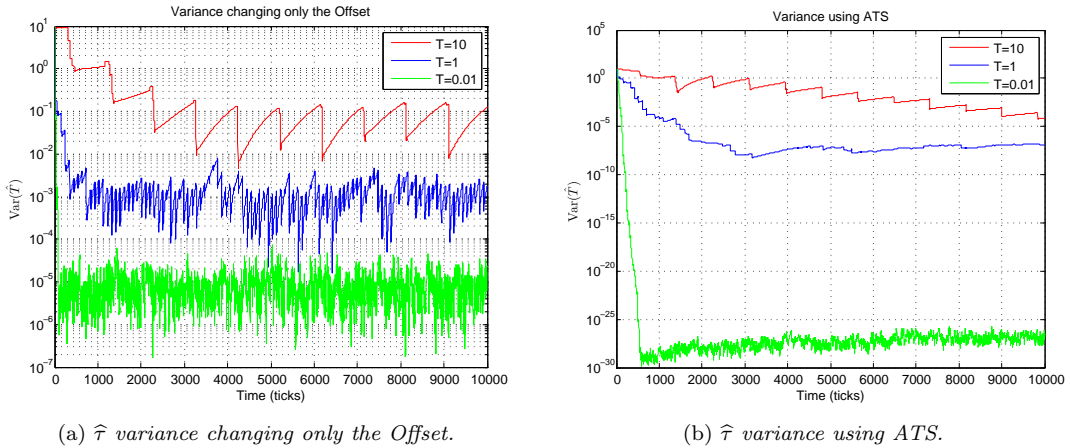 Variance changing only the Offset
T=10
T=1
T=0.01
10^1
10^0
10^-1
10^-2
10^-3
10^-4
10^-5
10^-6
10^-7
Var(T̂)
0 1000 2000 3000 4000 5000 6000 7000 8000 9000 10000
Time (ticks)
(a) τ̂ variance changing only the Offset.
Variance using ATS
T=10
T=1
T=0.01
10^5
10^0
10^-5
10^-10
10^-15
10^-20
10^-25
10^-30
Var(T̂)
0 1000 2000 3000 4000 5000 6000 7000 8000 9000 10000
Time (ticks)
(b) τ̂ variance using ATS.